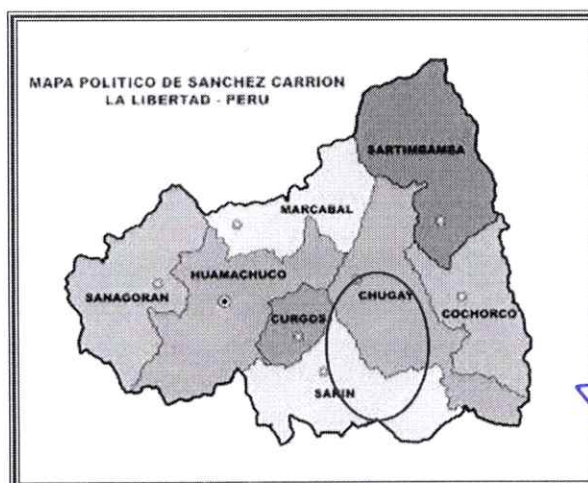 MAPA POLITICO DE SANCHEZ CARRION
LA LIBERTAD - PERU
SARTIMBAMBA
MARCABAL
HUAMACHUCO
CHUGAY
SANAGORAN
COCHORCO
CURGOS
SARIN